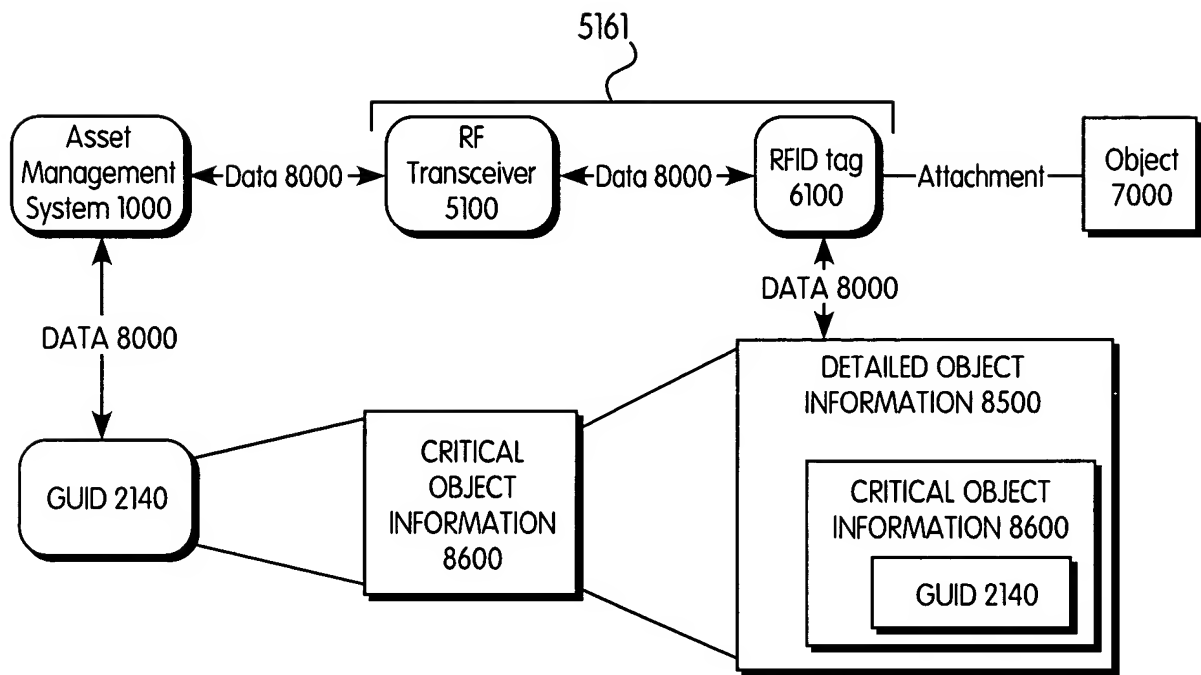 5161
Asset
Management
System 1000
Data 8000
RF
Transceiver
5100
Data 8000
RFID tag
6100
Attachment
Object
7000
DATA 8000
DATA 8000
GUID 2140
CRITICAL
OBJECT
INFORMATION
8600
DETAILED OBJECT
INFORMATION 8500
CRITICAL OBJECT
INFORMATION 8600
GUID 2140